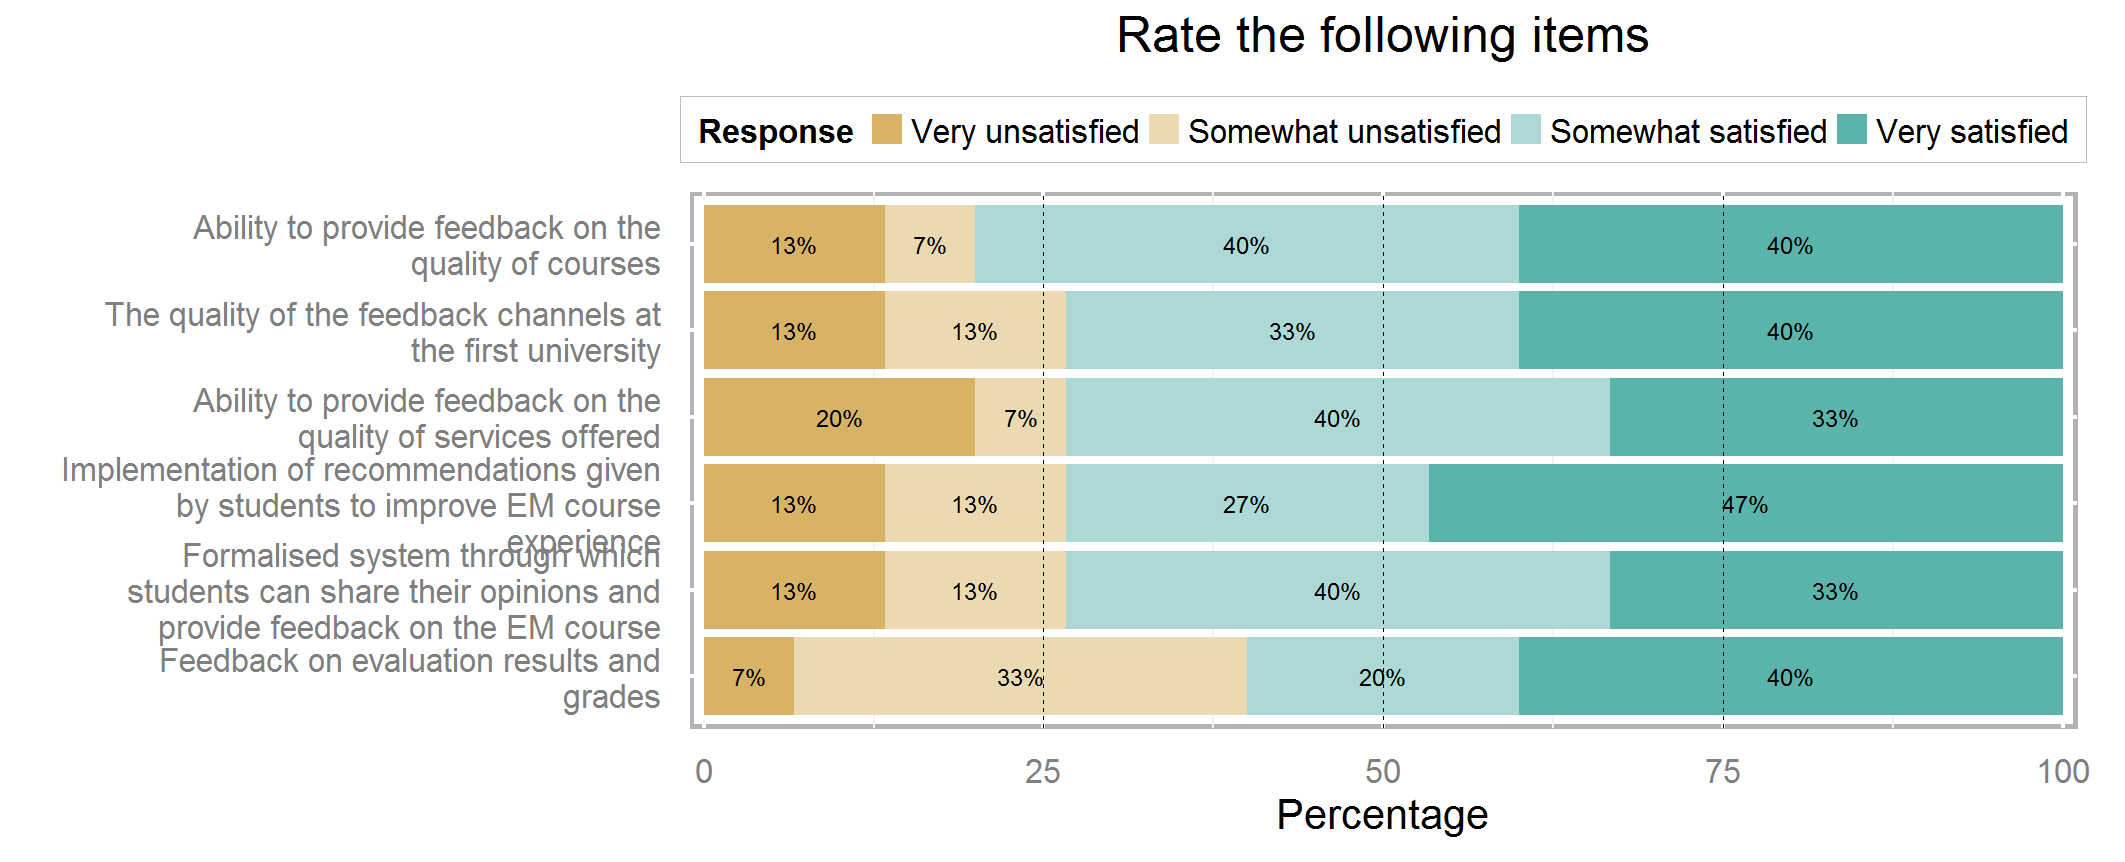 Rate the following items
Response Very unsatisfied Somewhat unsatisfied Somewhat satisfied Very satisfied
Ability to provide feedback on the
quality of courses
13% 7% 40% 40%
The quality of the feedback channels at
the first university
13% 13% 33% 40%
Ability to provide feedback on the
quality of services offered
20% 7% 40% 33%
Implementation of recommendations given
by students to improve EM course
experience
13% 13% 27% 47%
Formalised system through which
students can share their opinions and
provide feedback on the EM course
13% 13% 40% 33%
Feedback on evaluation results and
grades
7% 33% 20% 40%
0 25 50 75 100
Percentage